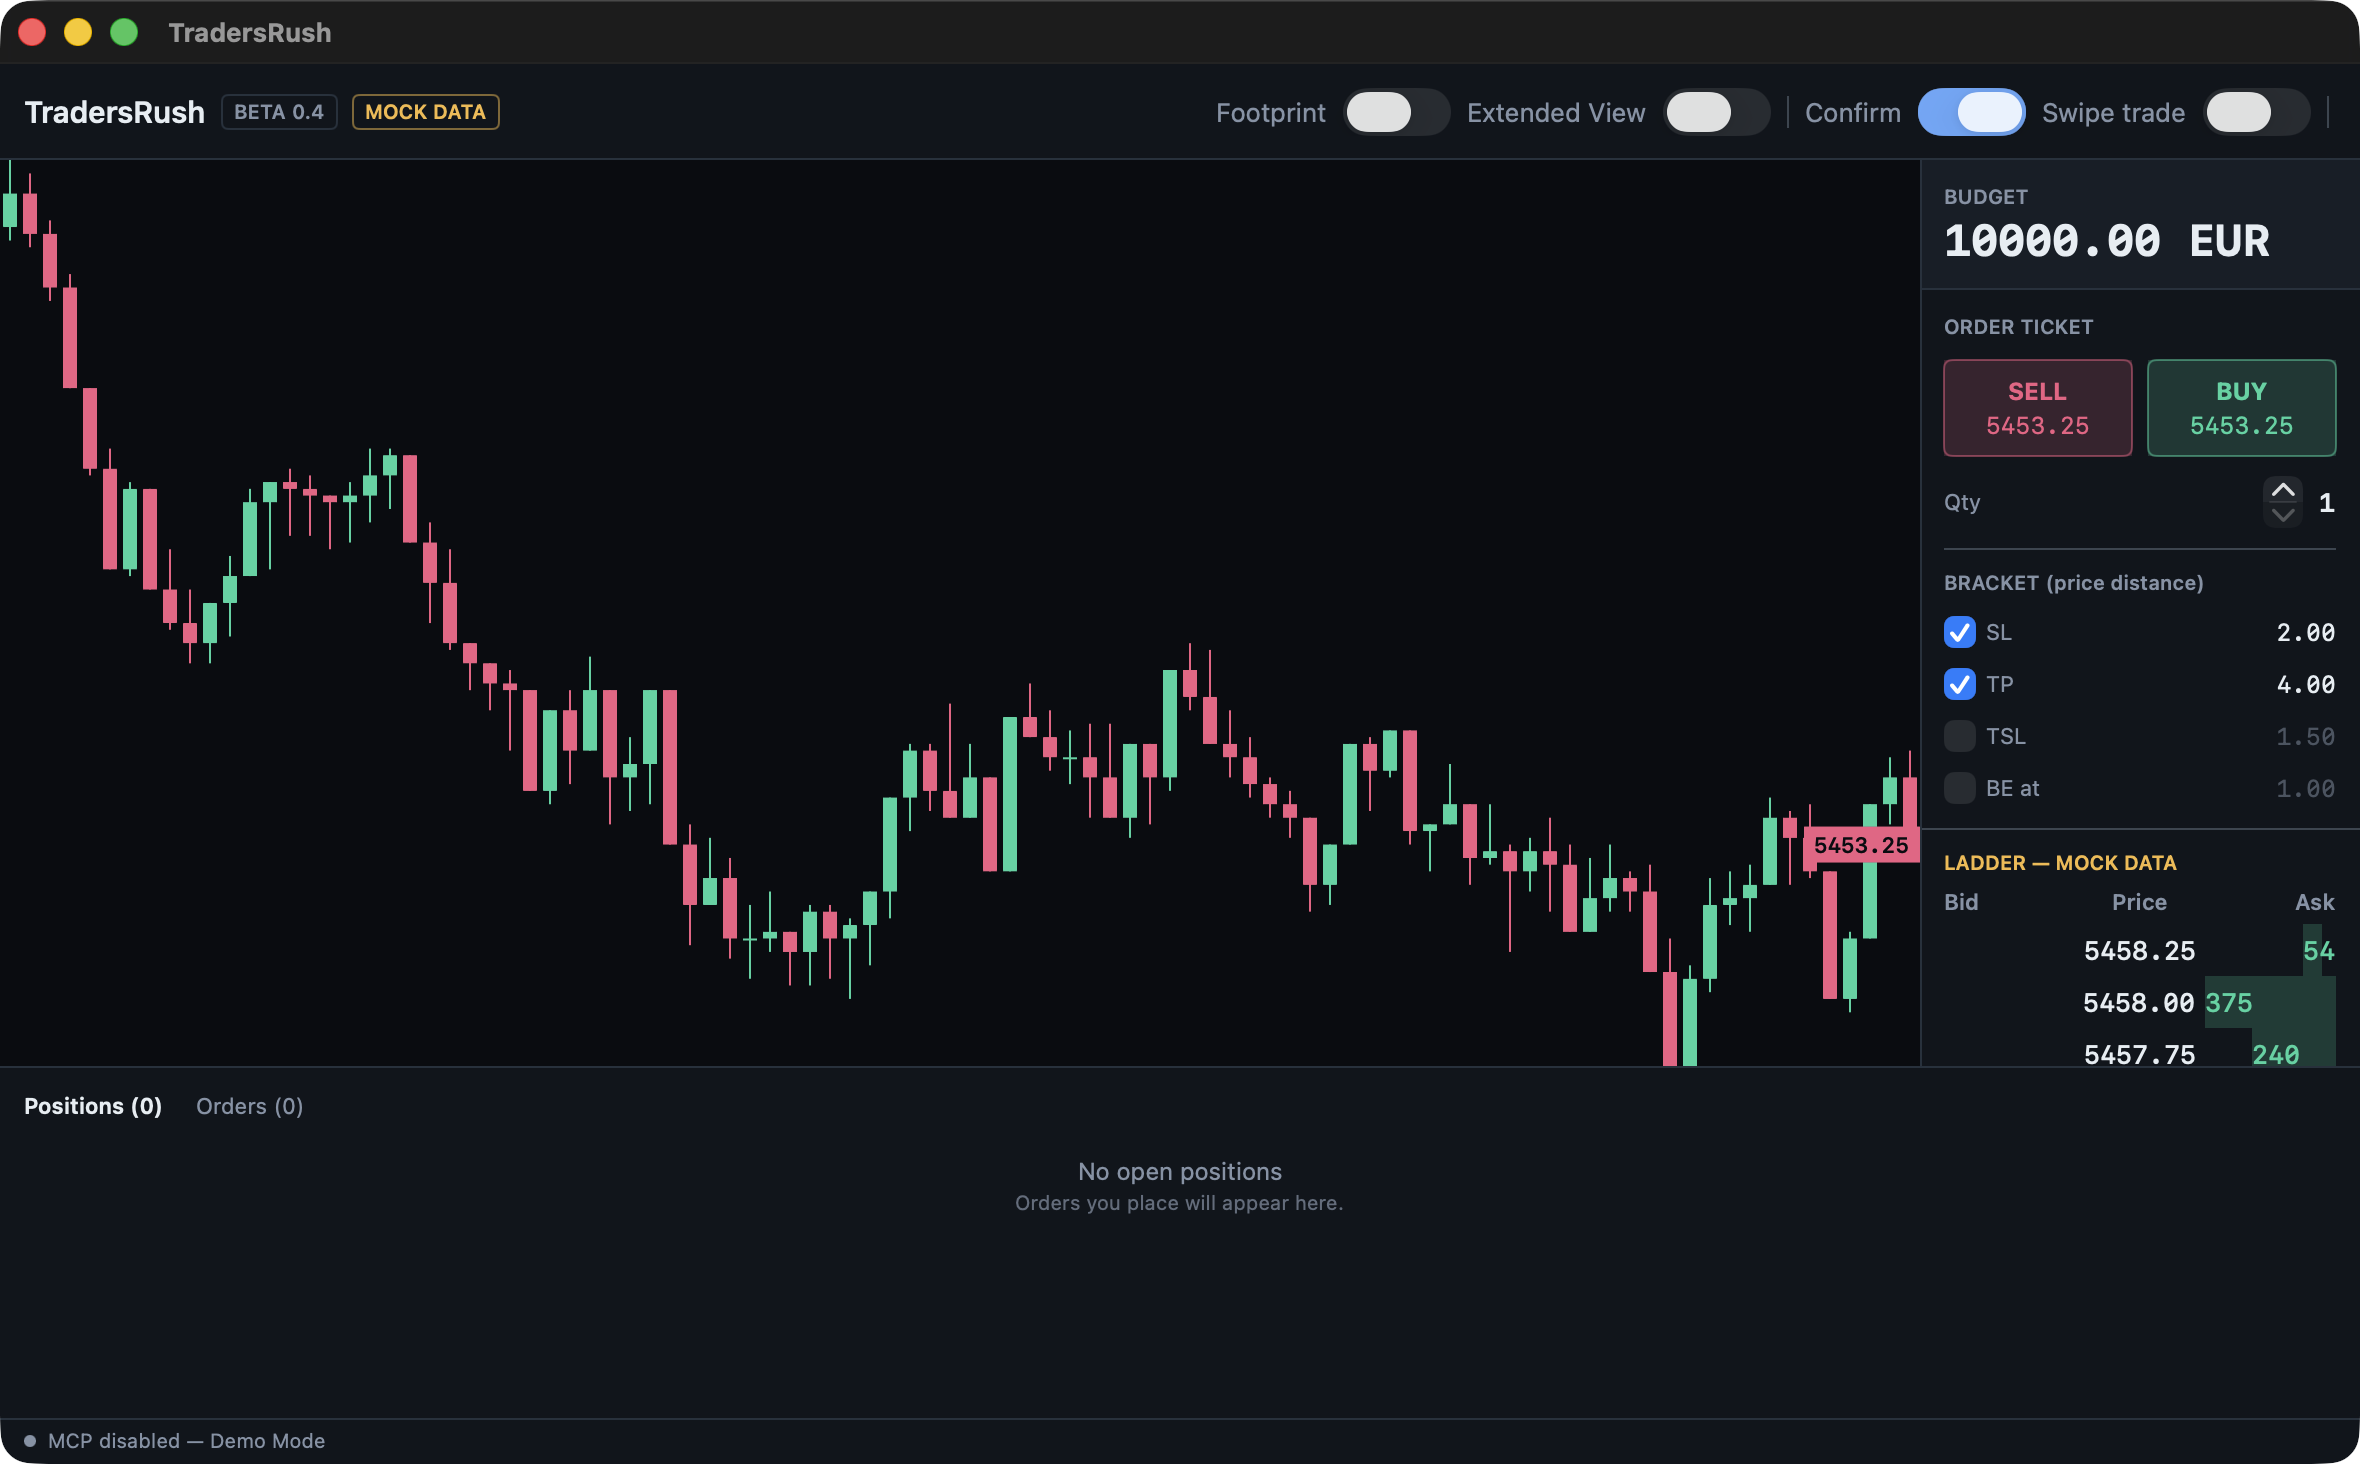 TradersRush
TradersRush BETA 0.4 MOCK DATA Footprint Extended View Confirm Swipe trade
BUDGET
10000.00 EUR
ORDER TICKET
SELL BUY
5453.25 5453.25
Qty 1
BRACKET (price distance)
SL 2.00
TP 4.00
TSL 1.50
BE at 1.00
5453.25
LADDER — MOCK DATA
Bid Price Ask
5458.25 54
5458.00 375
5457.75 240
Positions (0) Orders (0)
No open positions
Orders you place will appear here.
MCP disabled — Demo Mode